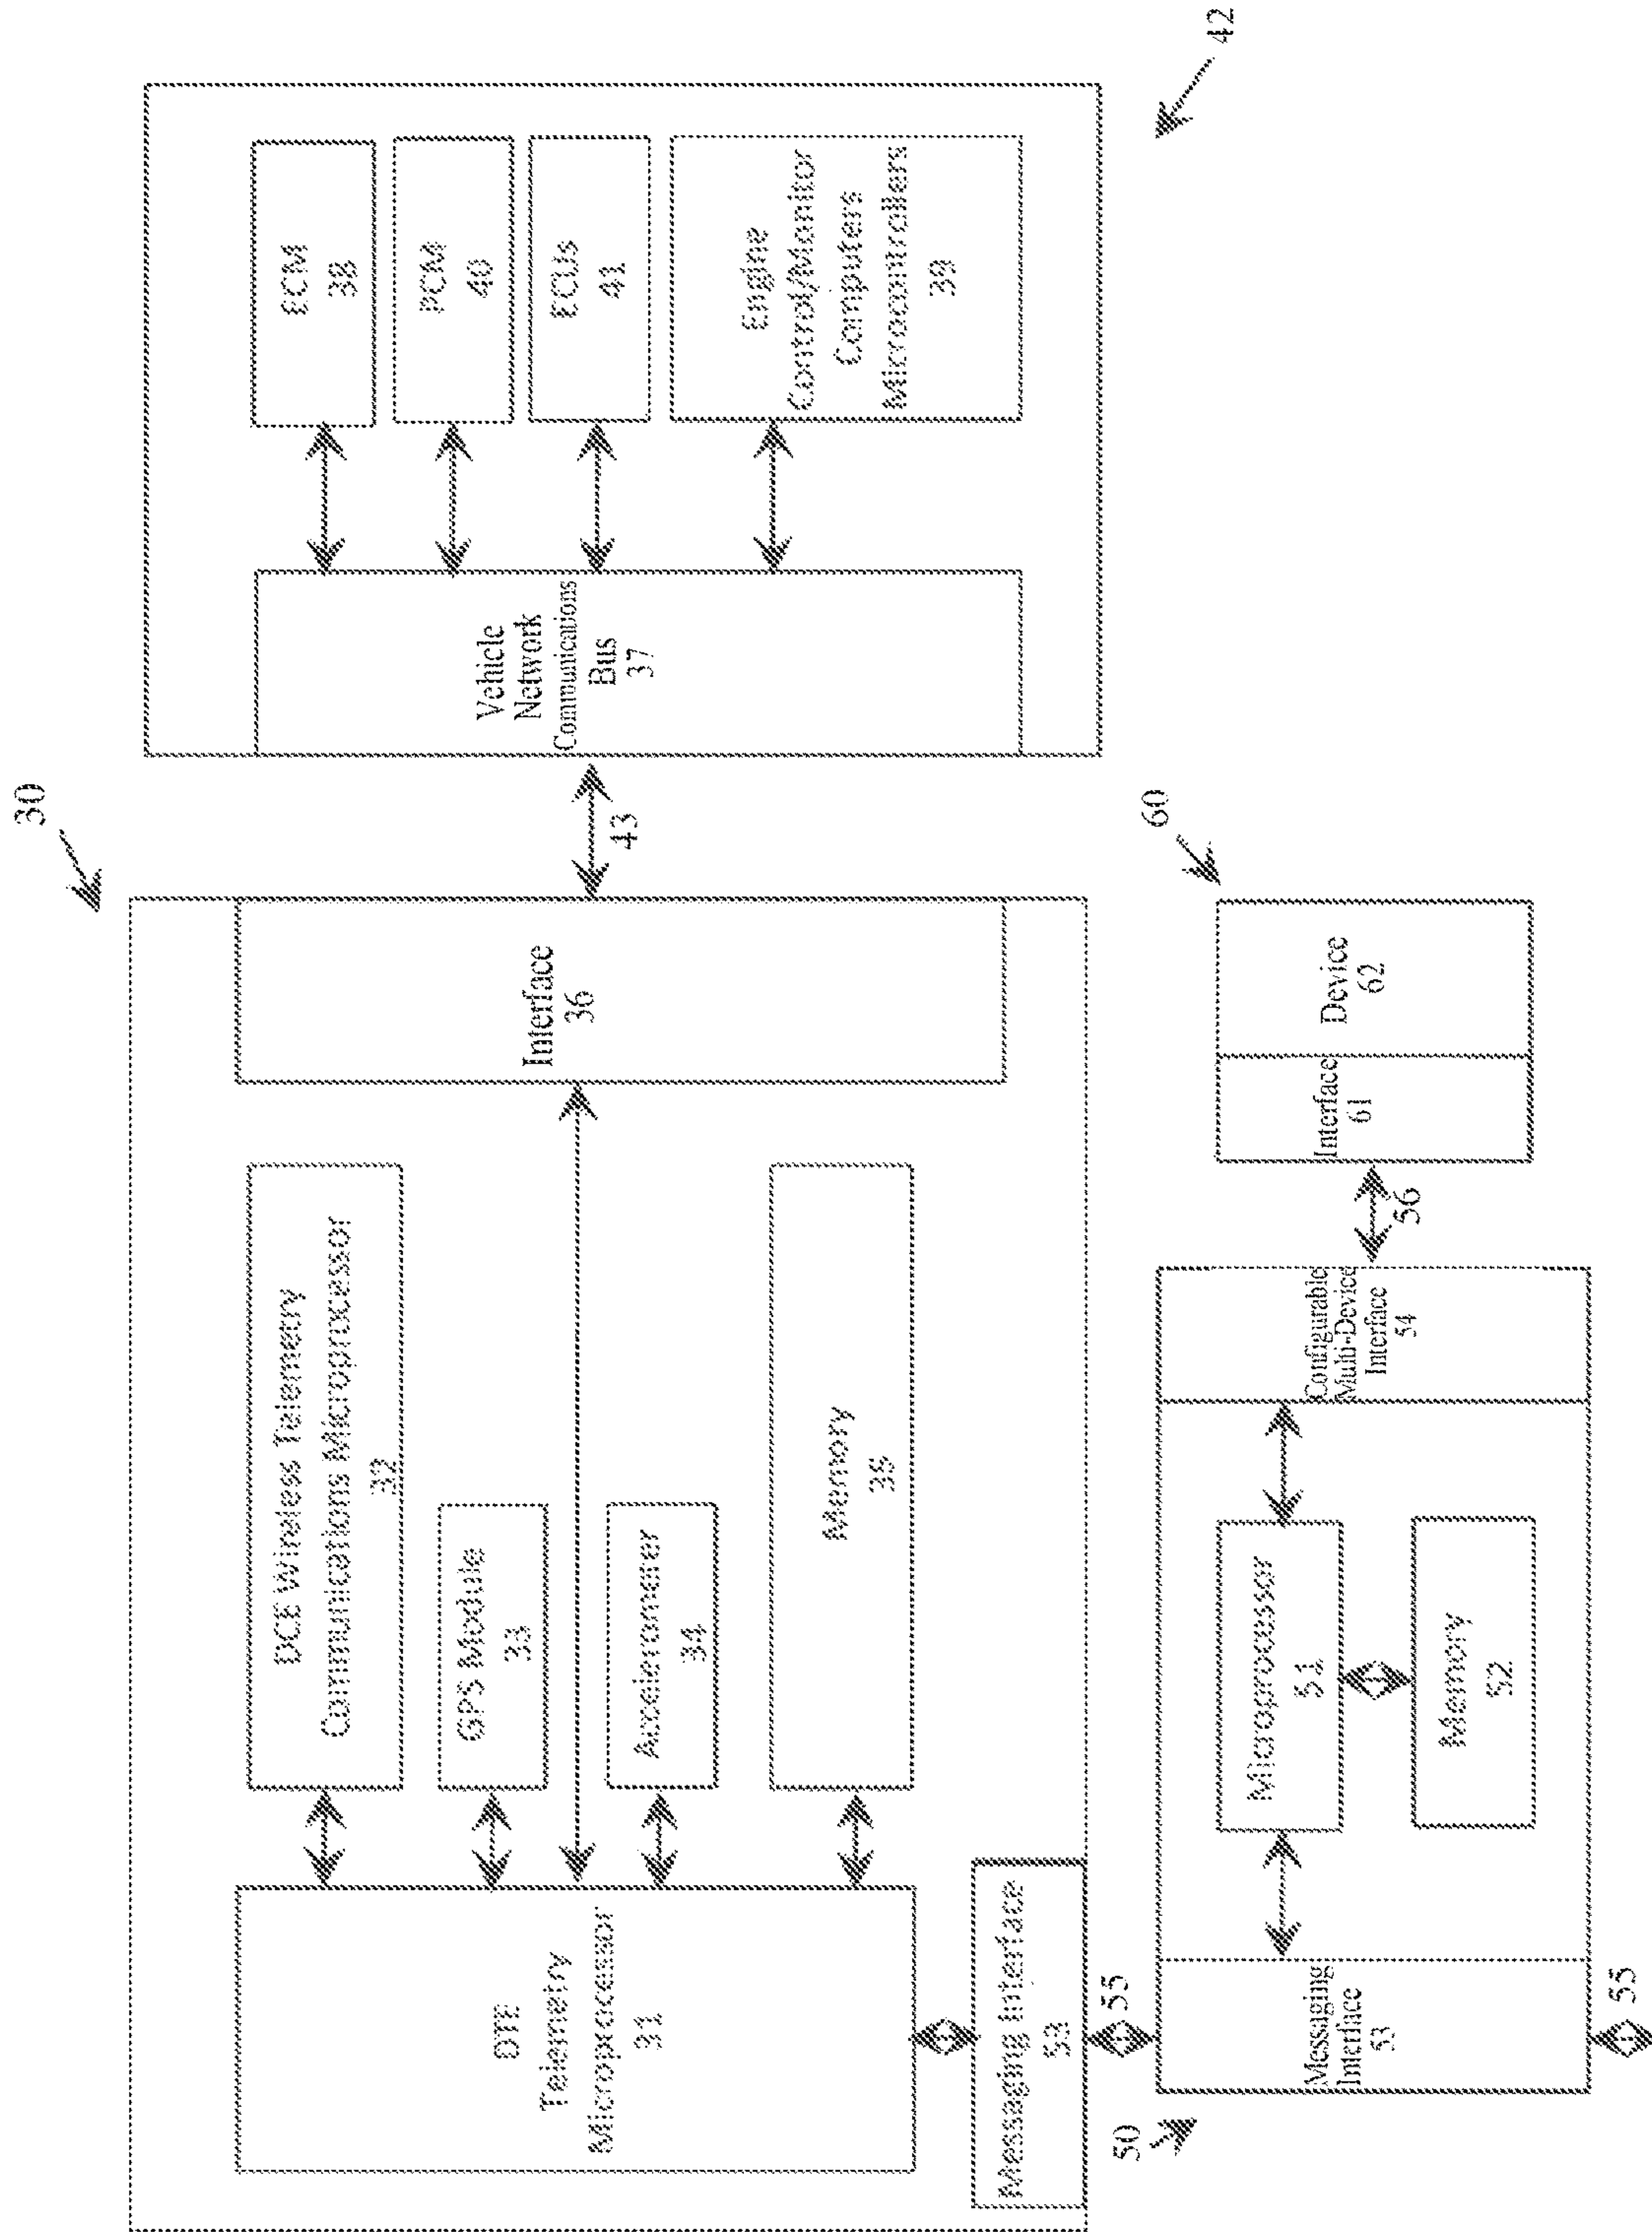 30
42
DTE
Telemetry
Microprocessor
31
DCE Wireless Telemetry
Communications Microprocessor
32
GPS Module
33
Accelerometer
34
Memory
35
Interface
36
43
Vehicle
Network
Communications
Bus
37
ECM
38
PCM
40
ECUs
41
Engine
Control/Monitor
Computers
Microcontrollers
39
Messaging Interface
53
55
50
Messaging
Interface
53
Microprocessor
51
Memory
52
Configurable
Multi-Device
Interface
54
56
60
Interface
61
Device
62
55